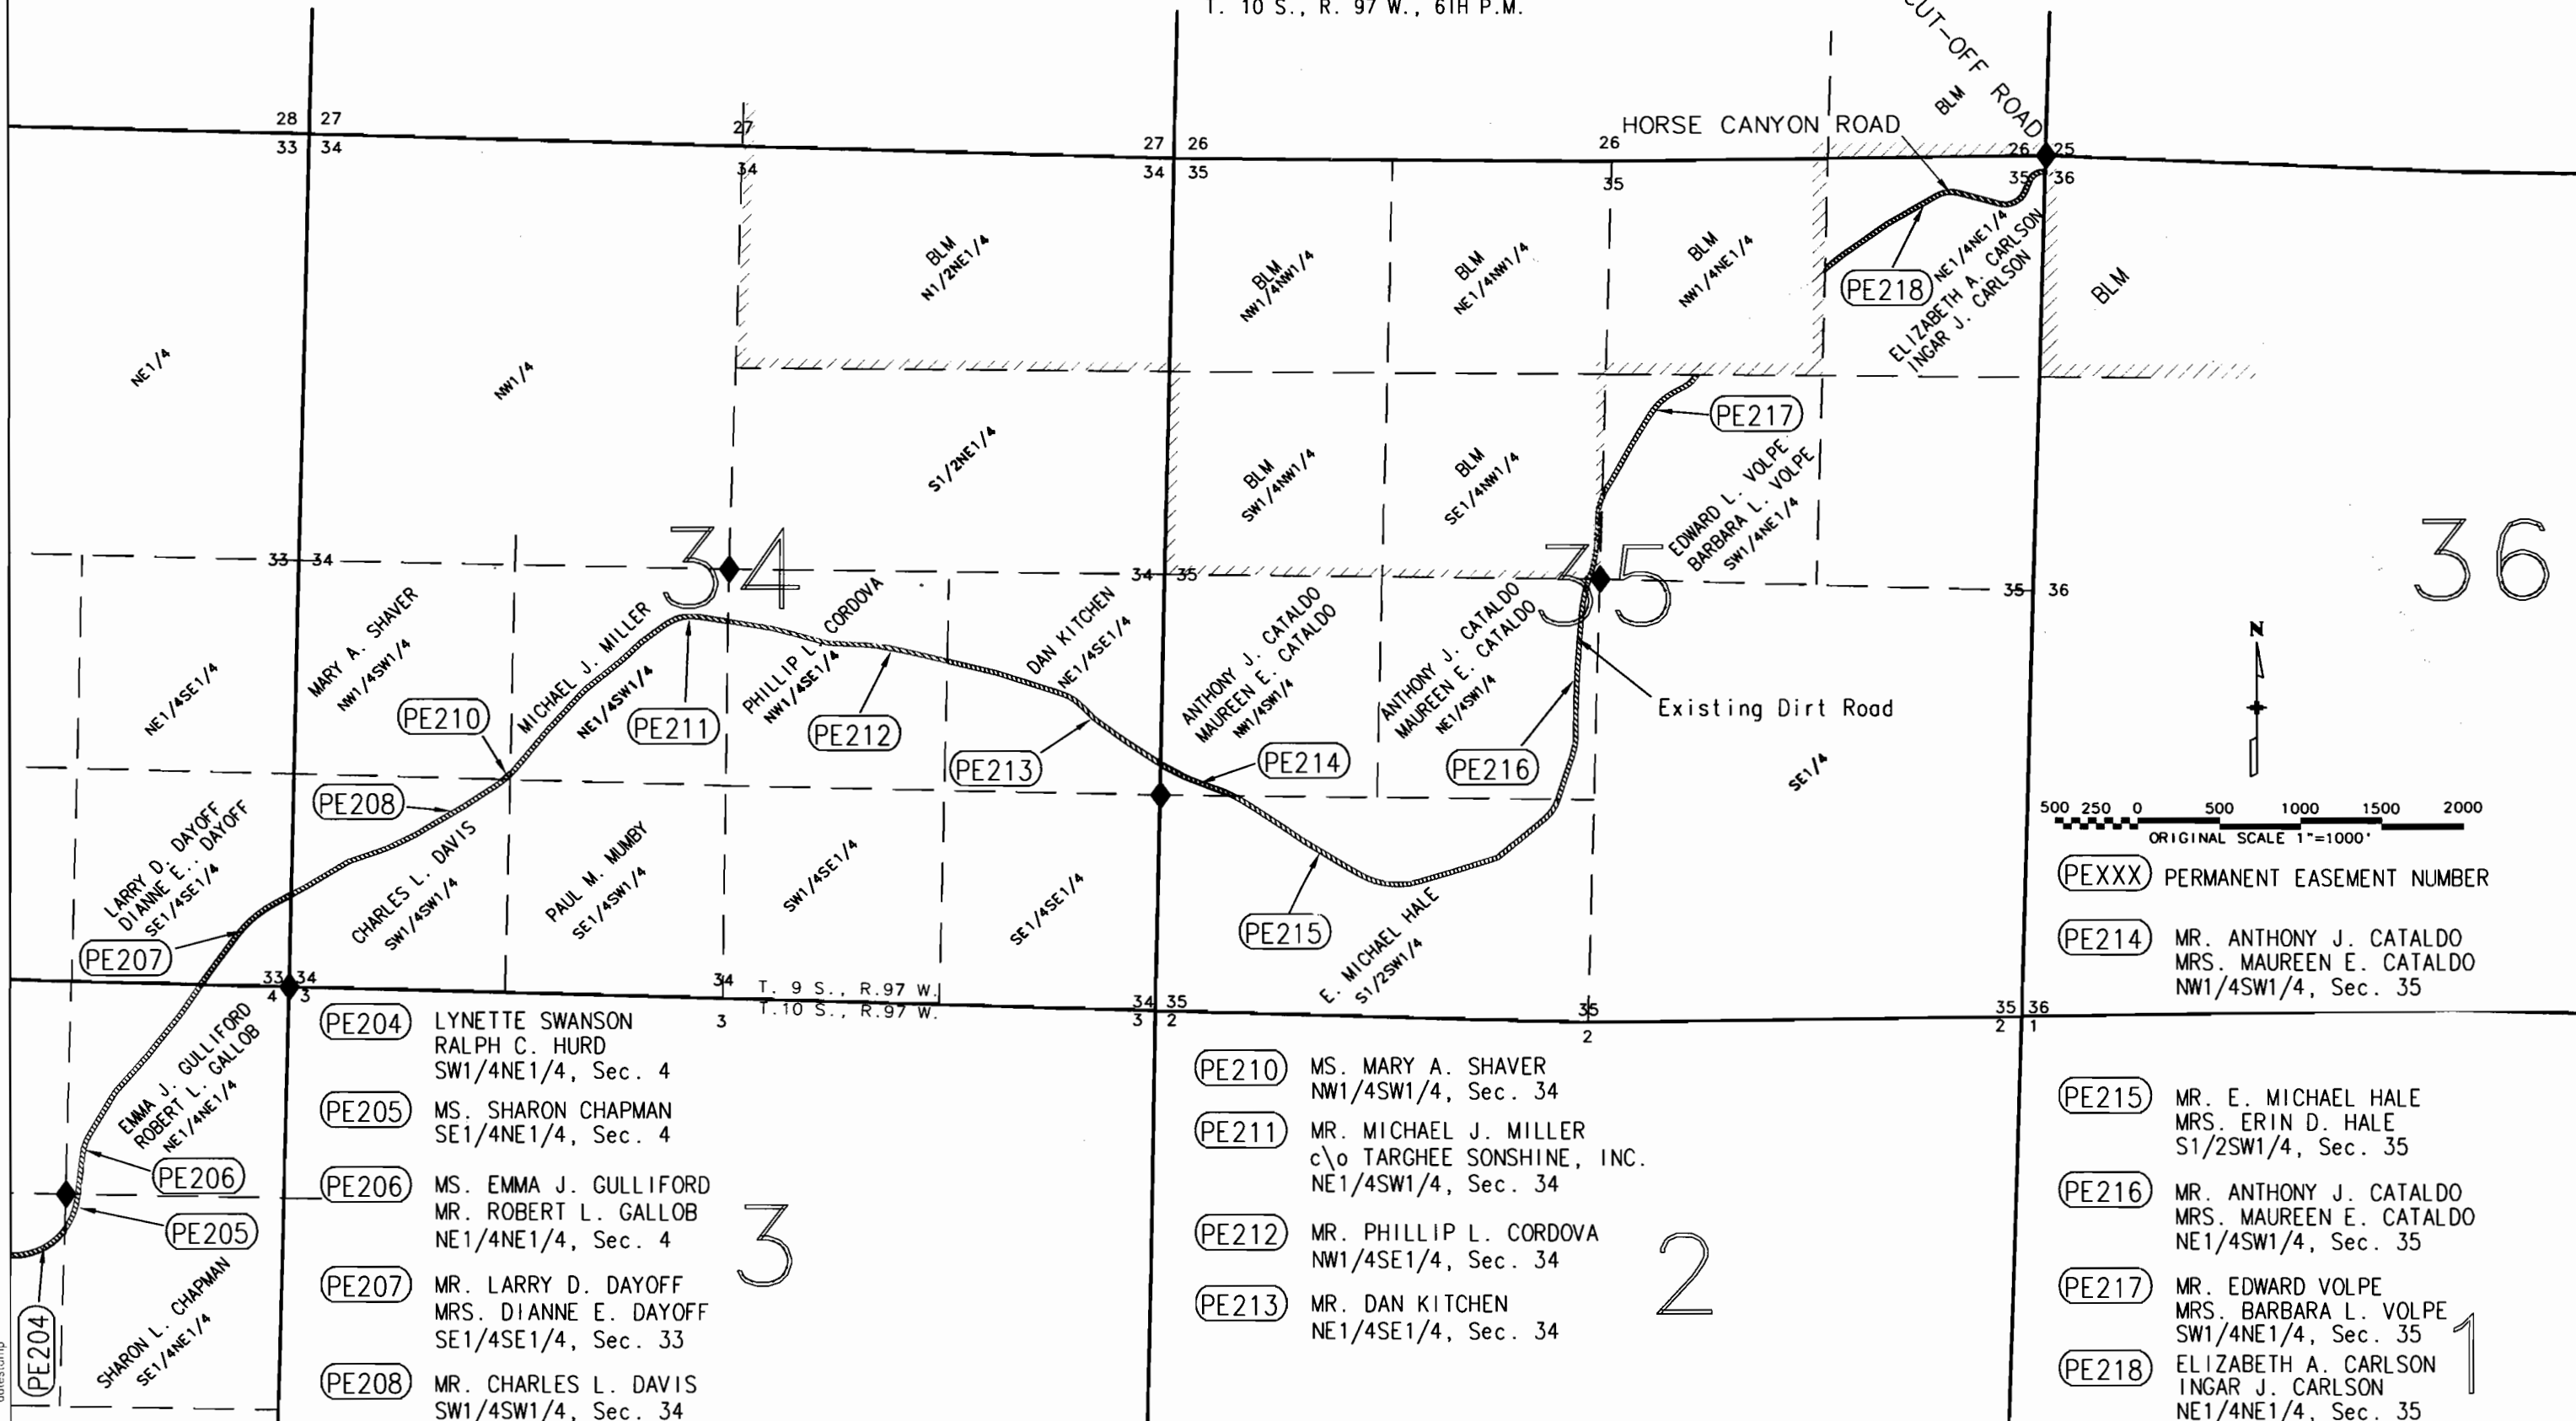 T. 10 S., R. 97 W., 6TH P.M.
CUT-OFF ROAD
BLM
HORSE CANYON ROAD
28 27
33 34
27
34
27 26
34 35
26
35
26 25
35 36
BLM
N1/2NE1/4
BLM
NW1/4NW1/4
BLM
NE1/4NW1/4
BLM
NW1/4NE1/4
PE218
NE1/4NE1/4
ELIZABETH A. CARLSON
INGAR J. CARLSON
BLM
NE1/4
NW1/4
S1/2NE1/4
BLM
SW1/4NW1/4
BLM
SE1/4NW1/4
PE217
EDWARD L. VOLPE
BARBARA L. VOLPE
SW1/4NE1/4
33 34
34
34 35
35
35 36
36
NE1/4SE1/4
MARY A. SHAVER
NW1/4SW1/4
PE210
MICHAEL J. MILLER
NE1/4SW1/4
PE211
PHILLIP L. CORDOVA
NW1/4SE1/4
PE212
DAN KITCHEN
NE1/4SE1/4
PE213
ANTHONY J. CATALDO
MAUREEN E. CATALDO
NW1/4SW1/4
PE214
ANTHONY J. CATALDO
MAUREEN E. CATALDO
NE1/4SW1/4
PE216
Existing Dirt Road
SE1/4
N
500 250 0 500 1000 1500 2000
ORIGINAL SCALE 1"=1000'
PEXXX PERMANENT EASEMENT NUMBER
LARRY D. DAYOFF
DIANNE E. DAYOFF
SE1/4SE1/4
PE207
PE208
CHARLES L. DAVIS
SW1/4SW1/4
PAUL M. MUMBY
SE1/4SW1/4
SW1/4SE1/4
SE1/4SE1/4
PE215
E. MICHAEL HALE
S1/2SW1/4
33 34
4 3
34
3
T. 9 S., R.97 W.
T.10 S., R.97 W.
34 35
3 2
35
2
35 36
2 1
EMMA J. GULLIFORD
ROBERT L. GALLOB
NE1/4NE1/4
PE206
PE205
PE204
SHARON L. CHAPMAN
SE1/4NE1/4
PE204 LYNETTE SWANSON
RALPH C. HURD
SW1/4NE1/4, Sec. 4
PE205 MS. SHARON CHAPMAN
SE1/4NE1/4, Sec. 4
PE206 MS. EMMA J. GULLIFORD
MR. ROBERT L. GALLOB
NE1/4NE1/4, Sec. 4
PE207 MR. LARRY D. DAYOFF
MRS. DIANNE E. DAYOFF
SE1/4SE1/4, Sec. 33
PE208 MR. CHARLES L. DAVIS
SW1/4SW1/4, Sec. 34
3
PE210 MS. MARY A. SHAVER
NW1/4SW1/4, Sec. 34
PE211 MR. MICHAEL J. MILLER
c\o TARGHEE SONSHINE, INC.
NE1/4SW1/4, Sec. 34
PE212 MR. PHILLIP L. CORDOVA
NW1/4SE1/4, Sec. 34
PE213 MR. DAN KITCHEN
NE1/4SE1/4, Sec. 34
2
PE214 MR. ANTHONY J. CATALDO
MRS. MAUREEN E. CATALDO
NW1/4SW1/4, Sec. 35
PE215 MR. E. MICHAEL HALE
MRS. ERIN D. HALE
S1/2SW1/4, Sec. 35
PE216 MR. ANTHONY J. CATALDO
MRS. MAUREEN E. CATALDO
NE1/4SW1/4, Sec. 35
PE217 MR. EDWARD VOLPE
MRS. BARBARA L. VOLPE
SW1/4NE1/4, Sec. 35
PE218 ELIZABETH A. CARLSON
INGAR J. CARLSON
NE1/4NE1/4, Sec. 35
1